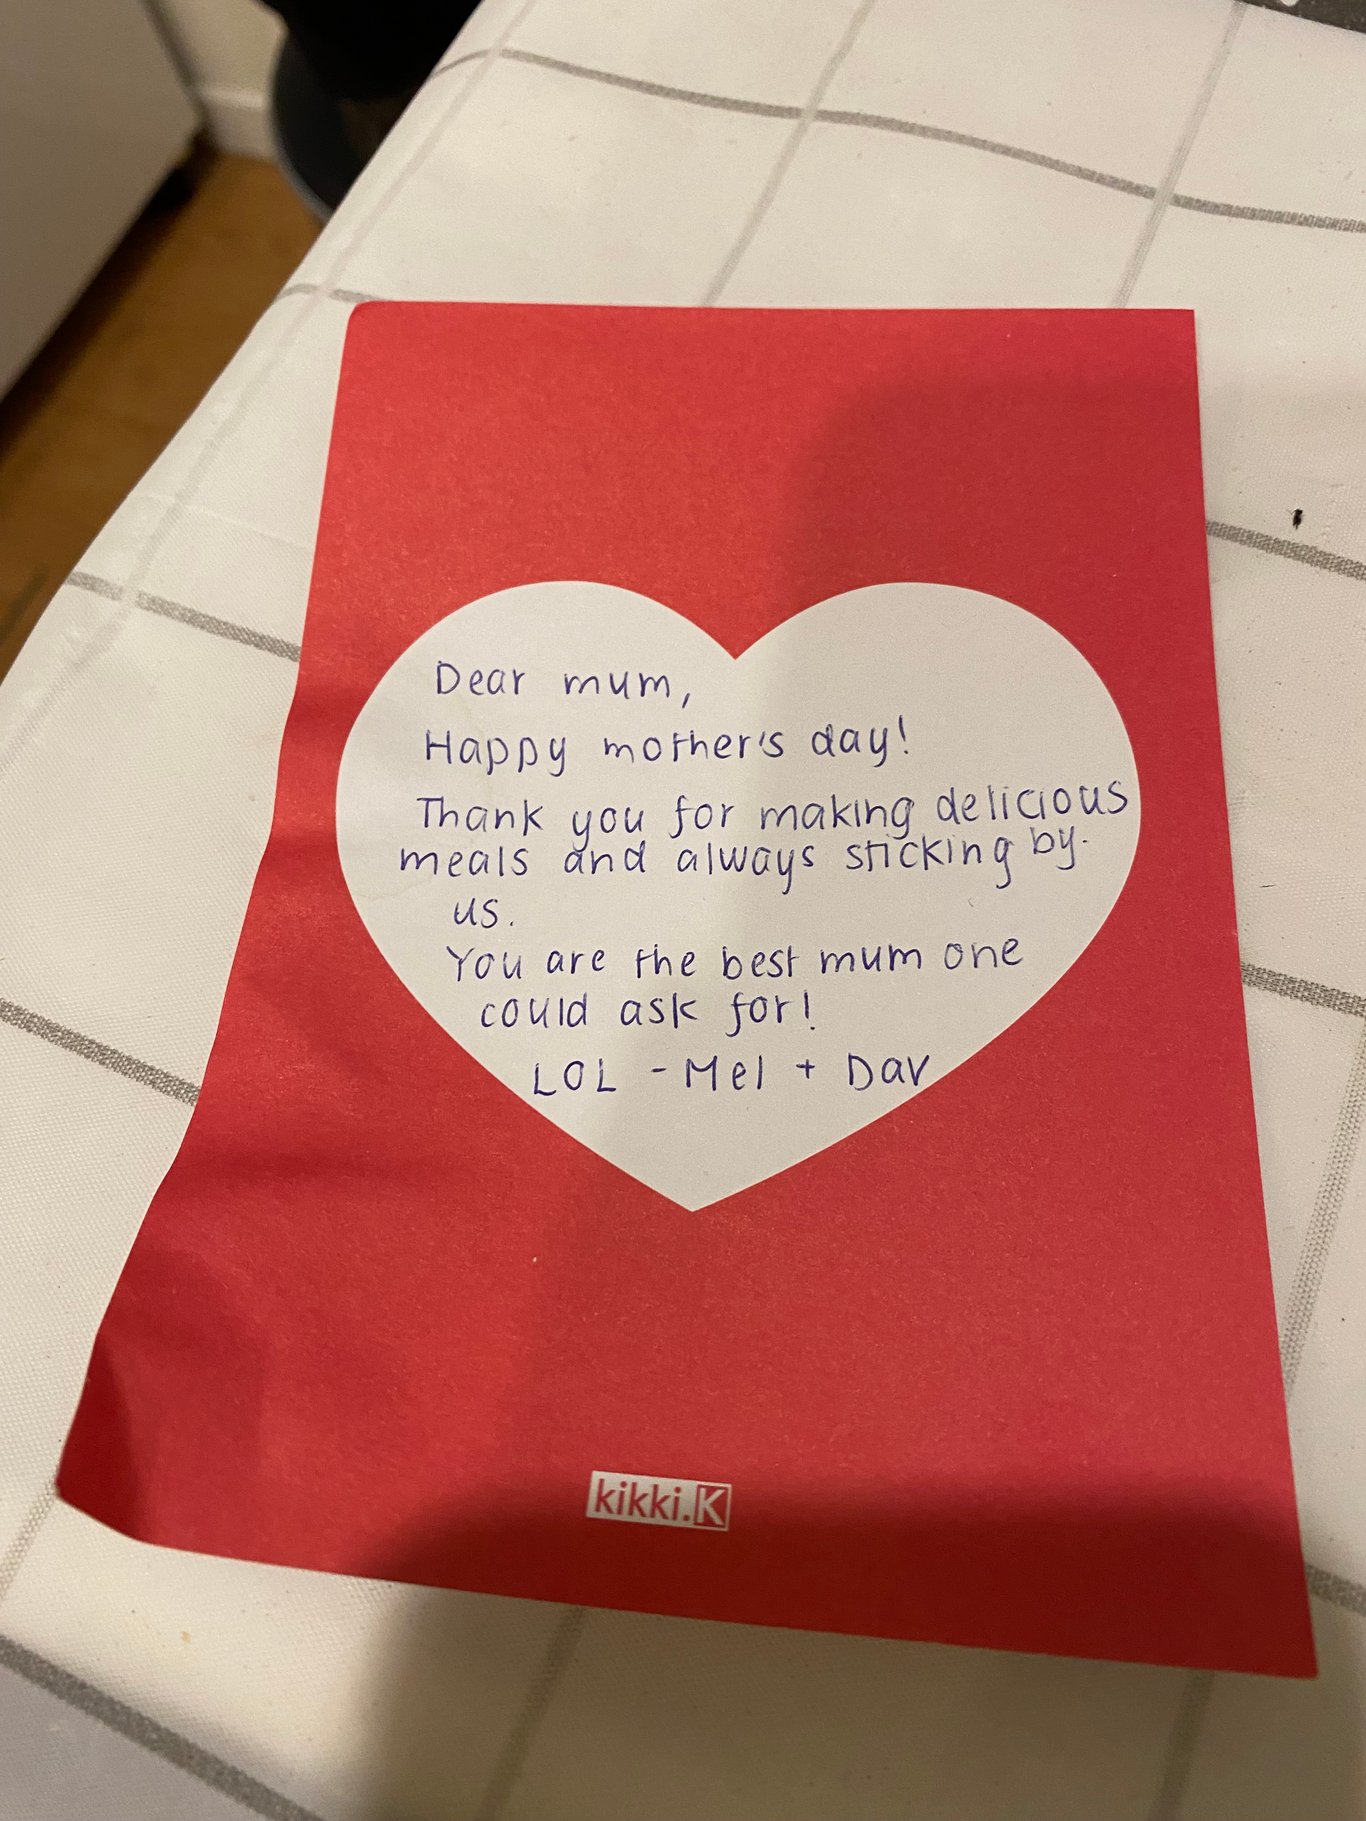 Dear mum,
Happy mother's day!
Thank you for making delicious
meals and always sticking by
us.
You are the best mum one
could ask for!
LOL - Mel + Dav
kikki.K